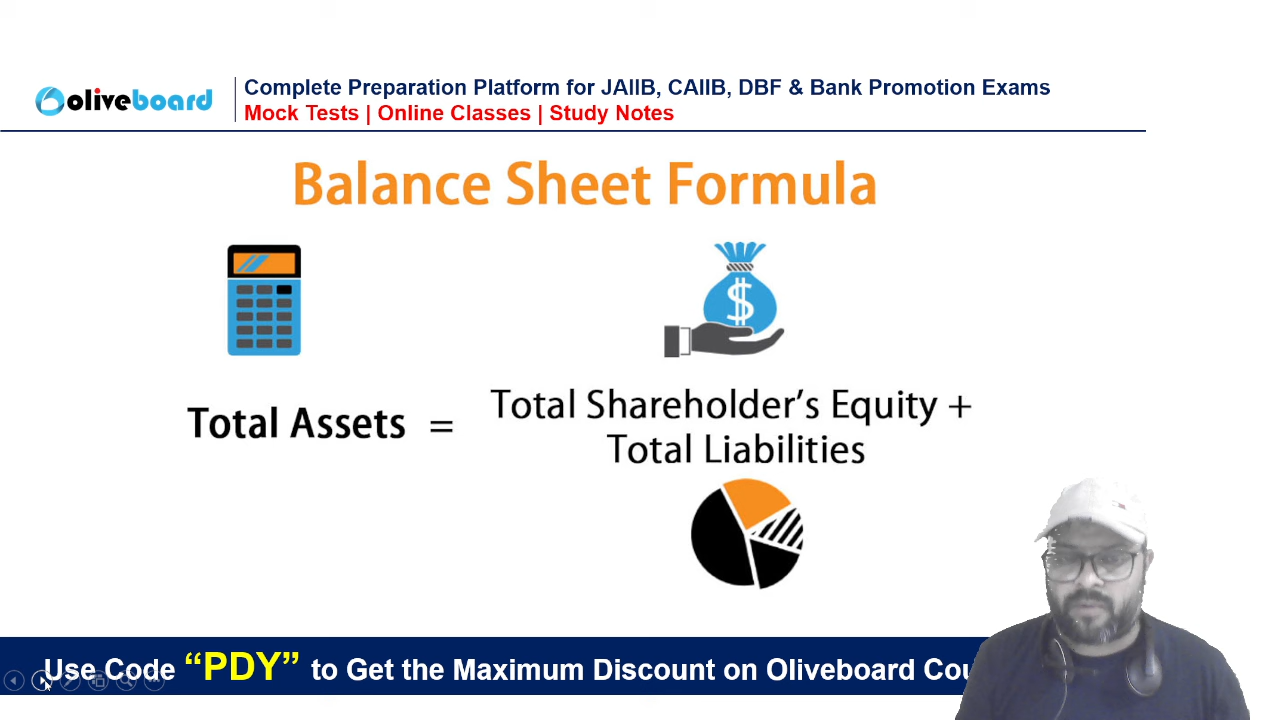 oliveboard
Complete Preparation Platform for JAIIB, CAIIB, DBF & Bank Promotion Exams
Mock Tests | Online Classes | Study Notes
Balance Sheet Formula
$
Total Assets =
Total Shareholder’s Equity +
Total Liabilities
Use Code “PDY” to Get the Maximum Discount on Oliveboard Cou